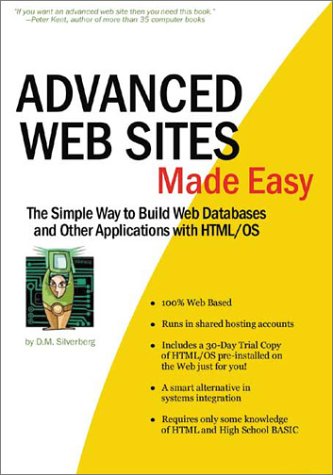 "If you want an advanced web site then you need this book."
-Peter Kent, author of more than 35 computer books
ADVANCED
WEB SITES
Made Easy
The Simple Way to Build Web Databases
and Other Applications with HTML/OS
by D.M. Silverberg
• 100% Web Based
• Runs in shared hosting accounts
• Includes a 30-Day Trial Copy
of HTML/OS pre-installed on
the Web just for you!
• A smart alternative in
systems integration
• Requires only some knowledge
of HTML and High School BASIC